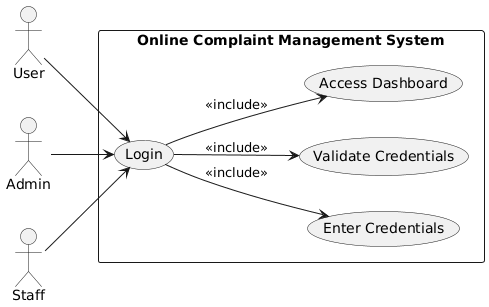 User
Online Complaint Management System
Access Dashboard
«include»
Admin
Login
«include»
Validate Credentials
«include»
Enter Credentials
Staff